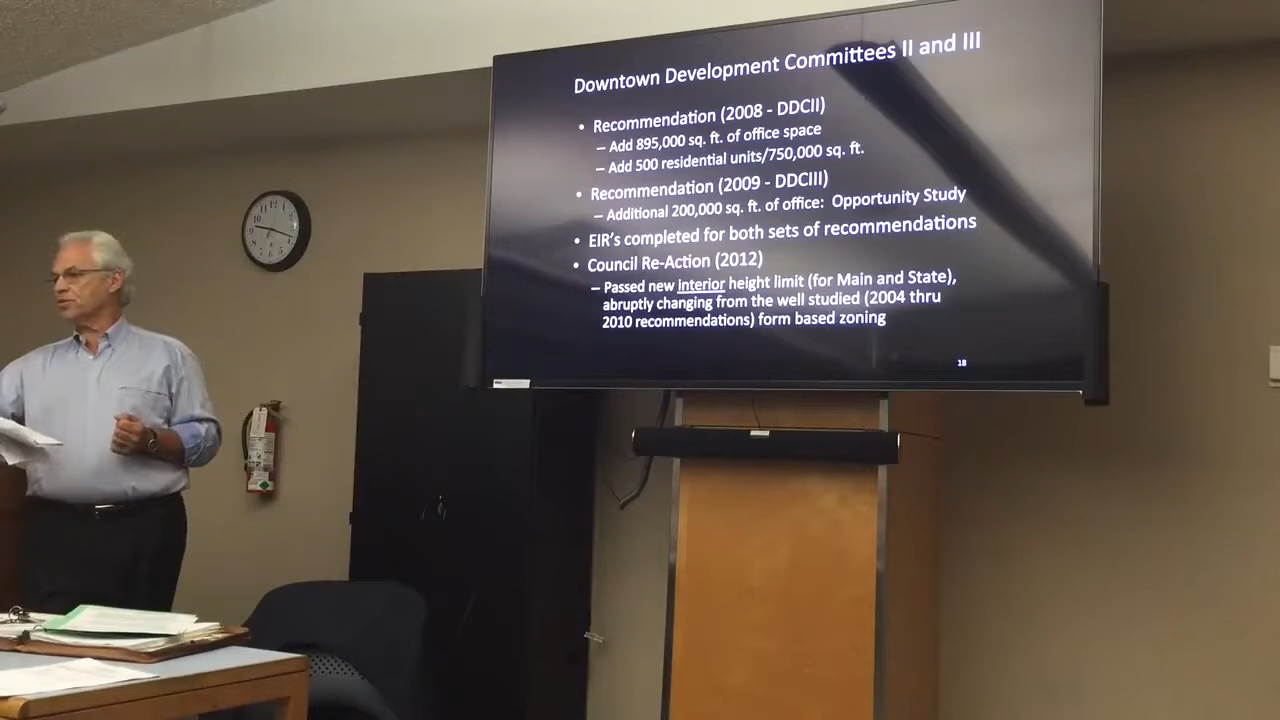 Downtown Development Committees II and III
• Recommendation (2008 - DDCII)
– Add 895,000 sq. ft. of office space
– Add 500 residential units/750,000 sq. ft.
• Recommendation (2009 - DDCIII)
– Additional 200,000 sq. ft. of office: Opportunity Study
• EIR's completed for both sets of recommendations
• Council Re-Action (2012)
– Passed new interior height limit (for Main and State),
abruptly changing from the well studied (2004 thru
2010 recommendations) form based zoning
18